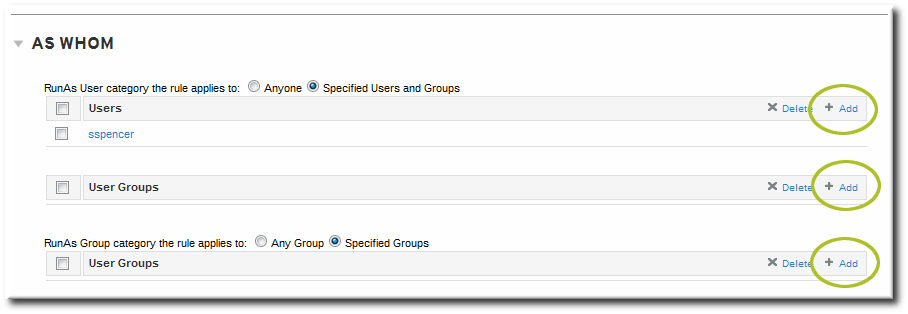 AS WHOM
RunAs User category the rule applies to: Anyone Specified Users and Groups
Users Delete Add
sspencer
User Groups Delete Add
RunAs Group category the rule applies to: Any Group Specified Groups
User Groups Delete Add